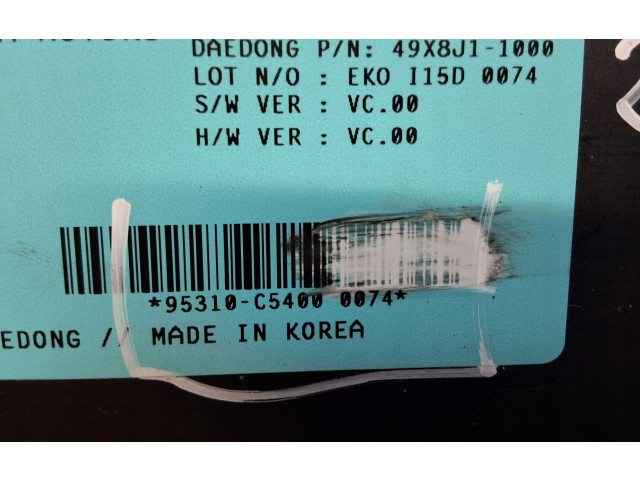 DAEDONG P/N: 49X8J1-1000
LOT N/O : EKO I15D 0074
S/W VER : VC.00
H/W VER : VC.00
*95310-C5400 0074*
EDONG // MADE IN KOREA